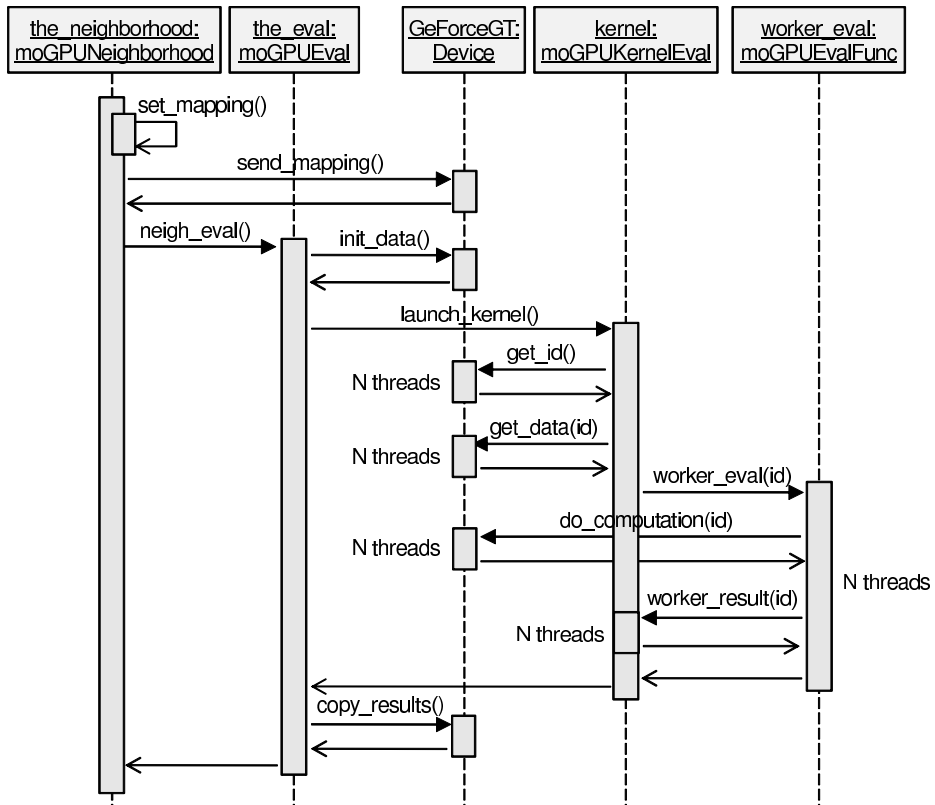 the_neighborhood:
moGPUNeighborhood
the_eval:
moGPUEval
GeForceGT:
Device
kernel:
moGPUKernelEval
worker_eval:
moGPUEvalFunc
set_mapping()
send_mapping()
neigh_eval()
init_data()
launch_kernel()
get_id()
N threads
get_data(id)
N threads
worker_eval(id)
do_computation(id)
N threads
N threads
worker_result(id)
N threads
copy_results()